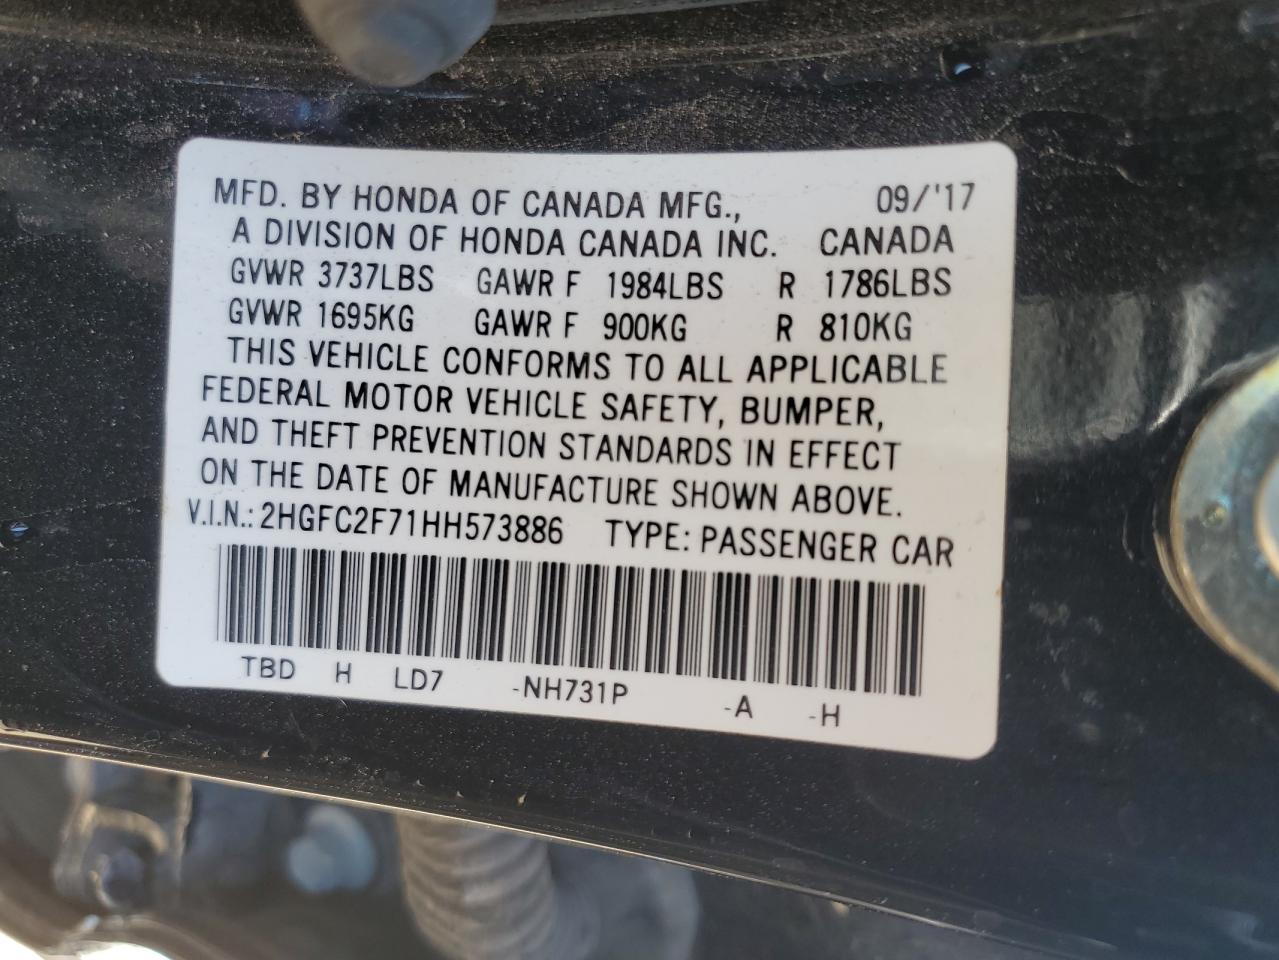 MFD. BY HONDA OF CANADA MFG., 09/'17
A DIVISION OF HONDA CANADA INC. CANADA
GVWR 3737LBS GAWR F 1984LBS R 1786LBS
GVWR 1695KG GAWR F 900KG R 810KG
THIS VEHICLE CONFORMS TO ALL APPLICABLE
FEDERAL MOTOR VEHICLE SAFETY, BUMPER,
AND THEFT PREVENTION STANDARDS IN EFFECT
ON THE DATE OF MANUFACTURE SHOWN ABOVE.
V.I.N.: 2HGFC2F71HH573886 TYPE: PASSENGER CAR
TBD H LD7 -NH731P -A -H